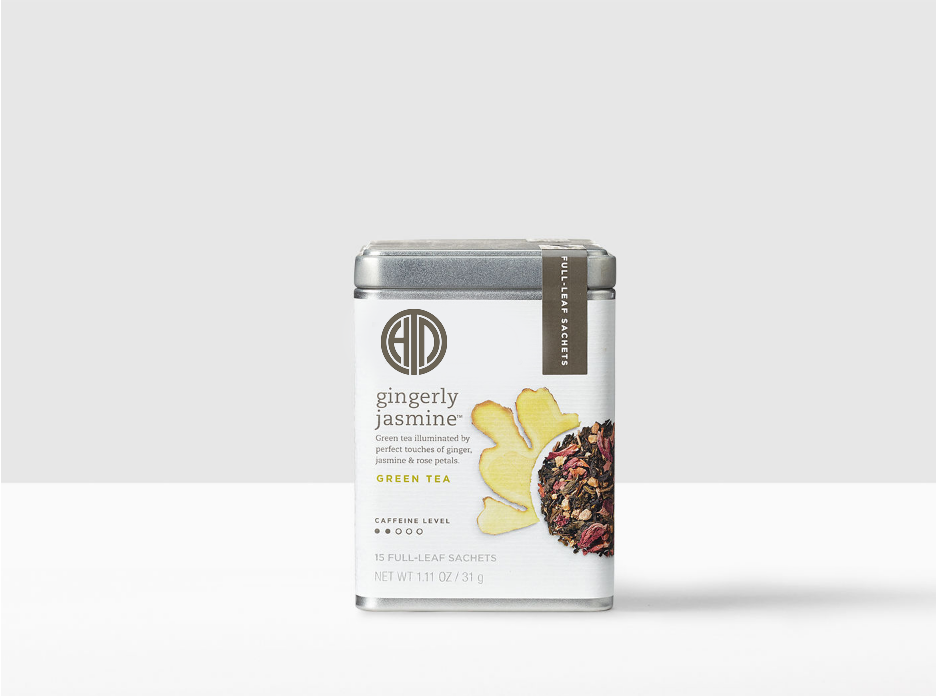 FULL-LEAF SACHETS
HTD
gingerly
jasmine™
Green tea illuminated by
perfect touches of ginger,
jasmine & rose petals.
GREEN TEA
CAFFEINE LEVEL
15 FULL-LEAF SACHETS
NET WT 1.11 OZ / 31 g